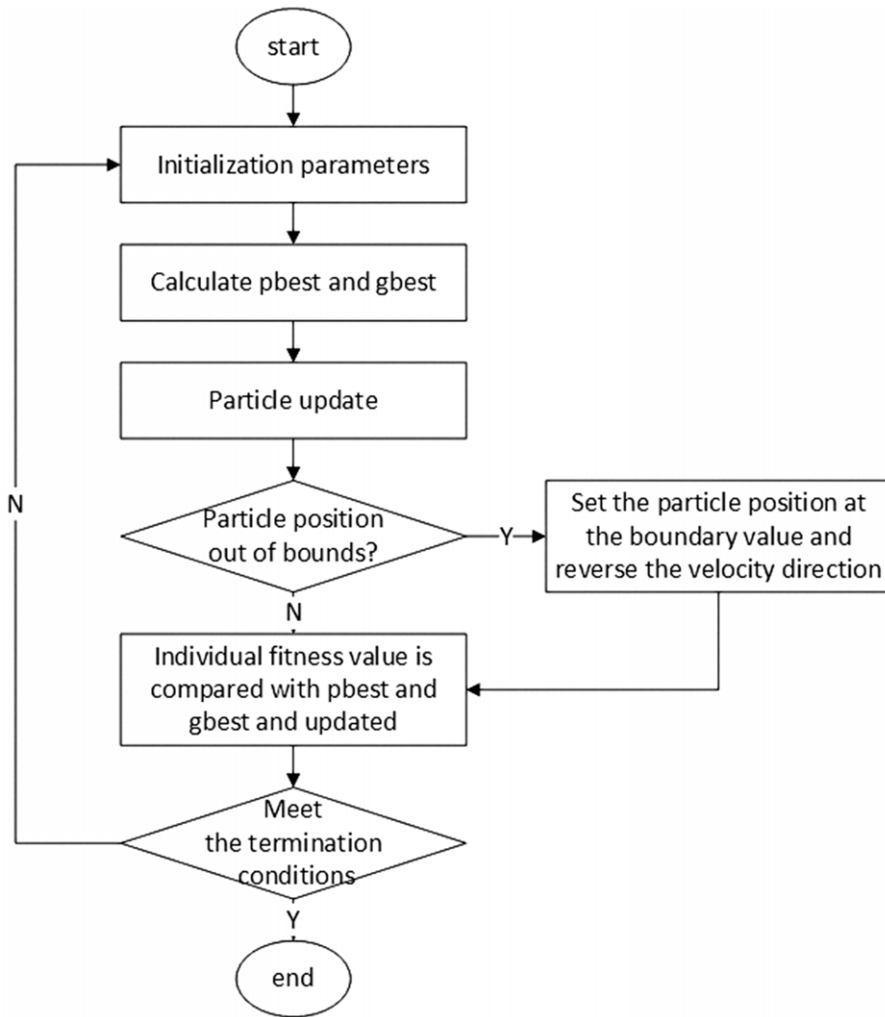 start
Initialization parameters
Calculate pbest and gbest
Particle update
Particle position
out of bounds?
Y
Set the particle position at
the boundary value and
reverse the velocity direction
N
N
Individual fitness value is
compared with pbest and
gbest and updated
Meet
the termination
conditions
Y
end